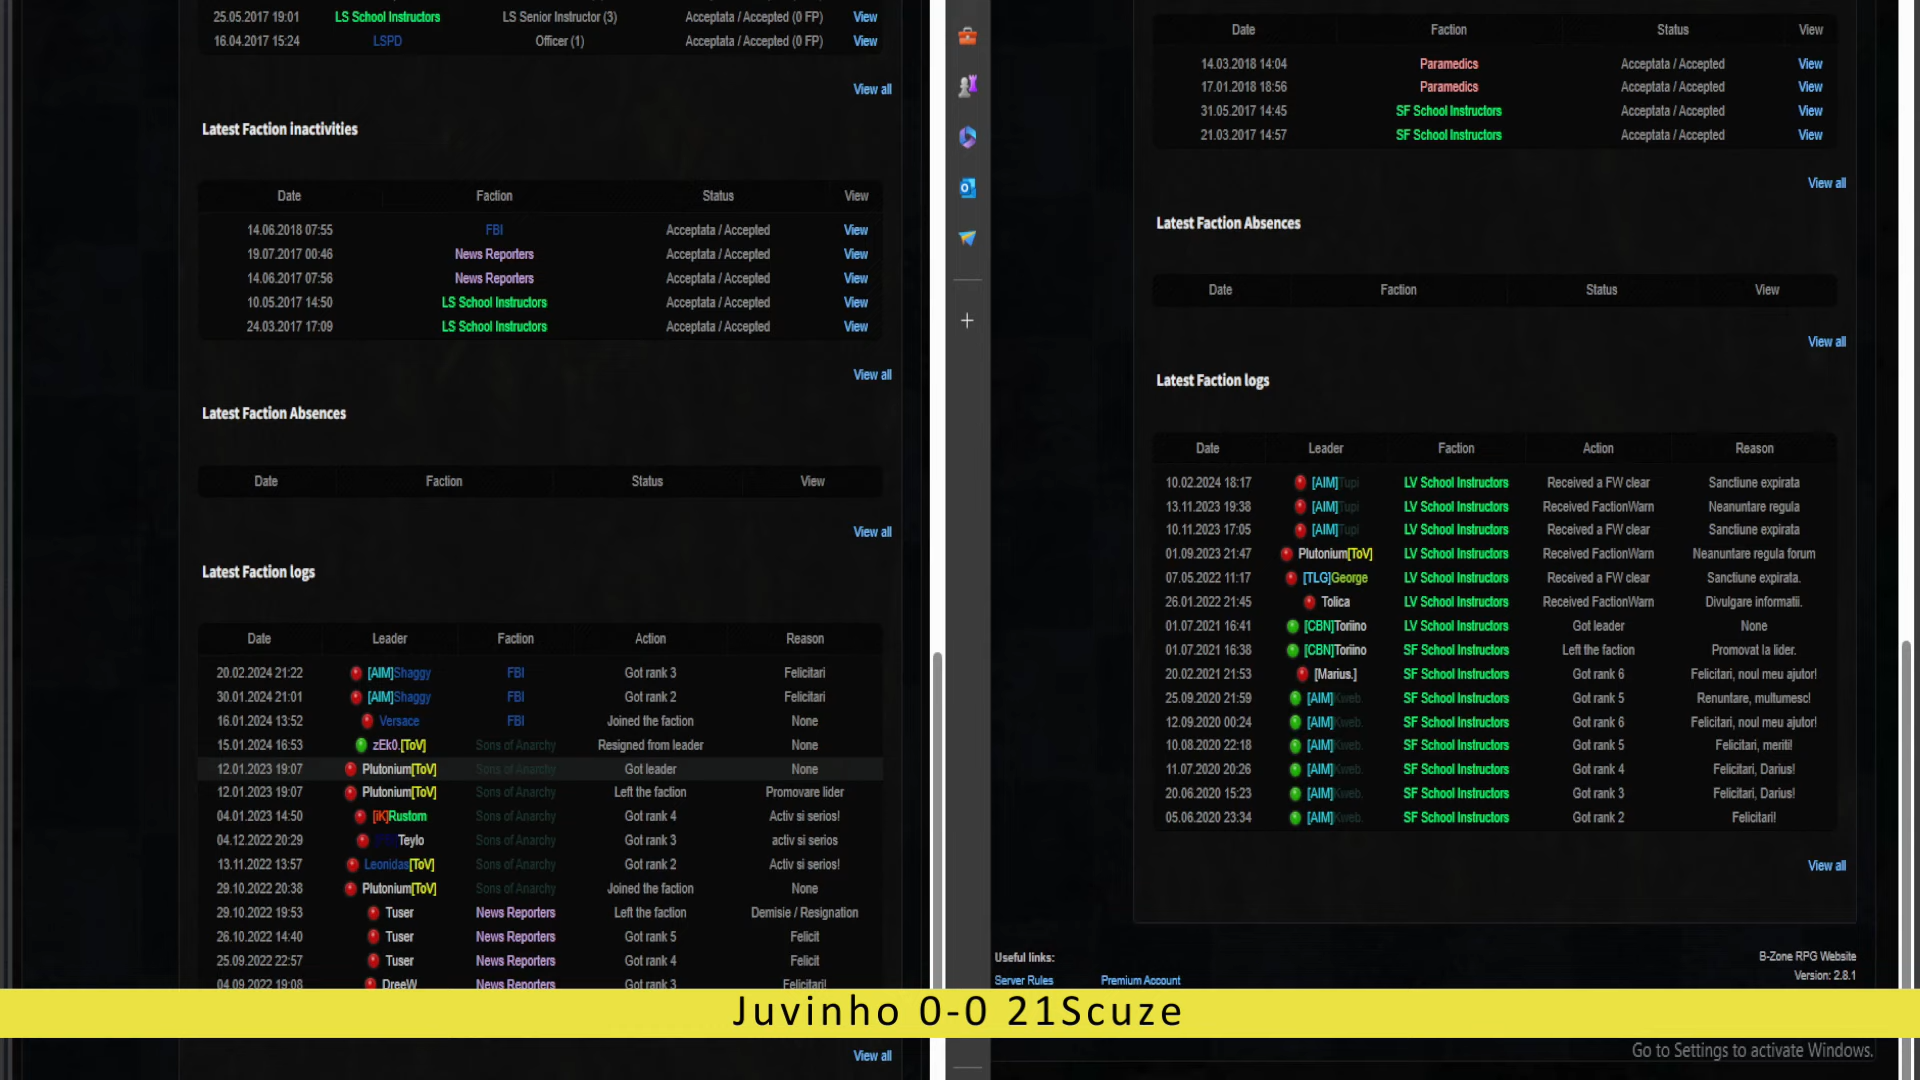 25.05.2017 19:01 LS School Instructors LS Senior Instructor (3) Acceptata / Accepted (0 FP) View
16.04.2017 15:24 LSPD Officer (1) Acceptata / Accepted (0 FP) View
View all
Latest Faction inactivities
Date Faction Status View
14.06.2018 07:55 FBI Acceptata / Accepted View
19.07.2017 00:46 News Reporters Acceptata / Accepted View
14.06.2017 07:56 News Reporters Acceptata / Accepted View
10.05.2017 14:50 LS School Instructors Acceptata / Accepted View
24.03.2017 17:09 LS School Instructors Acceptata / Accepted View
View all
Latest Faction Absences
Date Faction Status View
View all
Latest Faction logs
Date Leader Faction Action Reason
20.02.2024 21:22 [AIM]Shaggy FBI Got rank 3 Felicitari
30.01.2024 21:01 [AIM]Shaggy FBI Got rank 2 Felicitari
16.01.2024 13:52 Versace FBI Joined the faction None
15.01.2024 16:53 zEk0.[ToV] Sons of Anarchy Resigned from leader None
12.01.2023 19:07 Plutonium[ToV] Sons of Anarchy Got leader None
12.01.2023 19:07 Plutonium[ToV] Sons of Anarchy Left the faction Promovare lider
04.01.2023 14:50 [iK]Rustom Sons of Anarchy Got rank 4 Activ si serios!
04.12.2022 20:29 Teylo Sons of Anarchy Got rank 3 activ si serios
13.11.2022 13:57 Leonidas[ToV] Sons of Anarchy Got rank 2 Activ si serios!
29.10.2022 20:38 Plutonium[ToV] Sons of Anarchy Joined the faction None
29.10.2022 19:53 Tuser News Reporters Left the faction Demisie / Resignation
26.10.2022 14:40 Tuser News Reporters Got rank 5 Felicit
25.09.2022 22:57 Tuser News Reporters Got rank 4 Felicit
04.09.2022 19:08 DreeW News Reporters Got rank 3 Felicitari!
View all
Date Faction Status View
14.03.2018 14:04 Paramedics Acceptata / Accepted View
17.01.2018 18:56 Paramedics Acceptata / Accepted View
31.05.2017 14:45 SF School Instructors Acceptata / Accepted View
21.03.2017 14:57 SF School Instructors Acceptata / Accepted View
View all
Latest Faction Absences
Date Faction Status View
View all
Latest Faction logs
Date Leader Faction Action Reason
10.02.2024 18:17 [AIM]Tupi LV School Instructors Received a FW clear Sanctiune expirata
13.11.2023 19:38 [AIM]Tupi LV School Instructors Received FactionWarn Neanuntare regula
10.11.2023 17:05 [AIM]Tupi LV School Instructors Received a FW clear Sanctiune expirata
01.09.2023 21:47 Plutonium[ToV] LV School Instructors Received FactionWarn Neanuntare regula forum
07.05.2022 11:17 [TLG]George LV School Instructors Received a FW clear Sanctiune expirata.
26.01.2022 21:45 Tolica LV School Instructors Received FactionWarn Divulgare informatii.
01.07.2021 16:41 [CBN]Toriino LV School Instructors Got leader None
01.07.2021 16:38 [CBN]Toriino SF School Instructors Left the faction Promovat la lider.
20.02.2021 21:53 [Marius.] SF School Instructors Got rank 6 Felicitari, noul meu ajutor!
25.09.2020 21:59 [AIM]Kweb. SF School Instructors Got rank 5 Renuntare, multumesc!
12.09.2020 00:24 [AIM]Kweb. SF School Instructors Got rank 6 Felicitari, noul meu ajutor!
10.08.2020 22:18 [AIM]Kweb. SF School Instructors Got rank 5 Felicitari, meriti!
11.07.2020 20:26 [AIM]Kweb. SF School Instructors Got rank 4 Felicitari, Darius!
20.06.2020 15:23 [AIM]Kweb. SF School Instructors Got rank 3 Felicitari, Darius!
05.06.2020 23:34 [AIM]Kweb. SF School Instructors Got rank 2 Felicitari!
View all
Useful links:
Server Rules Premium Account
B-Zone RPG Website
Version: 2.8.1
Juvinho 0-0 21Scuze
Go to Settings to activate Windows.